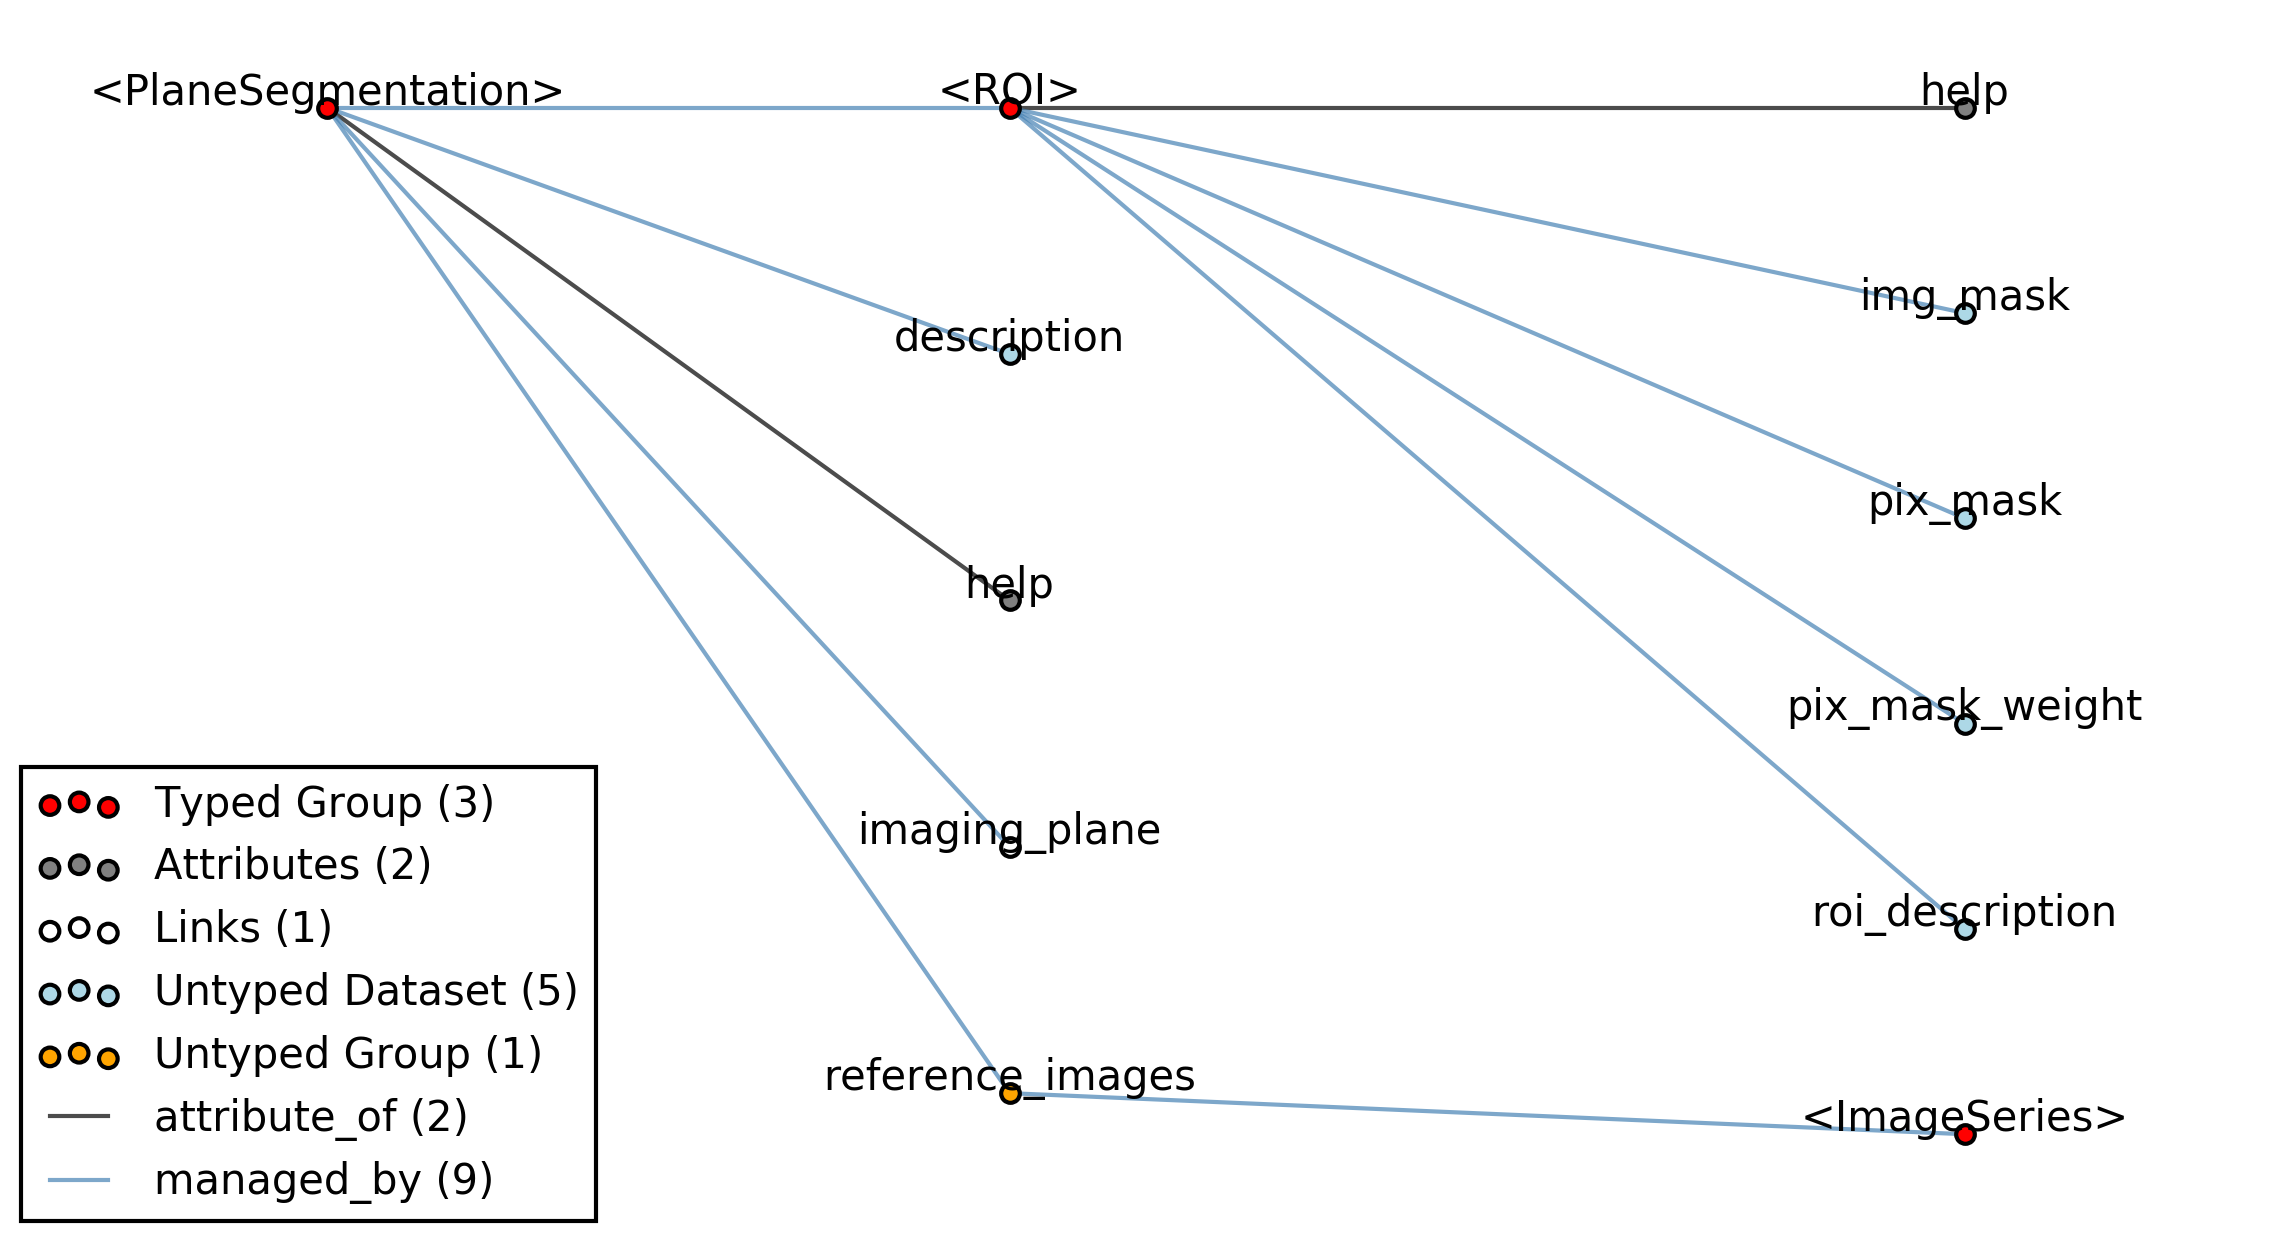 <PlaneSegmentation>
<ROI>
help
img_mask
description
pix_mask
help
pix_mask_weight
imaging_plane
roi_description
reference_images
<ImageSeries>
Typed Group (3)
Attributes (2)
Links (1)
Untyped Dataset (5)
Untyped Group (1)
attribute_of (2)
managed_by (9)